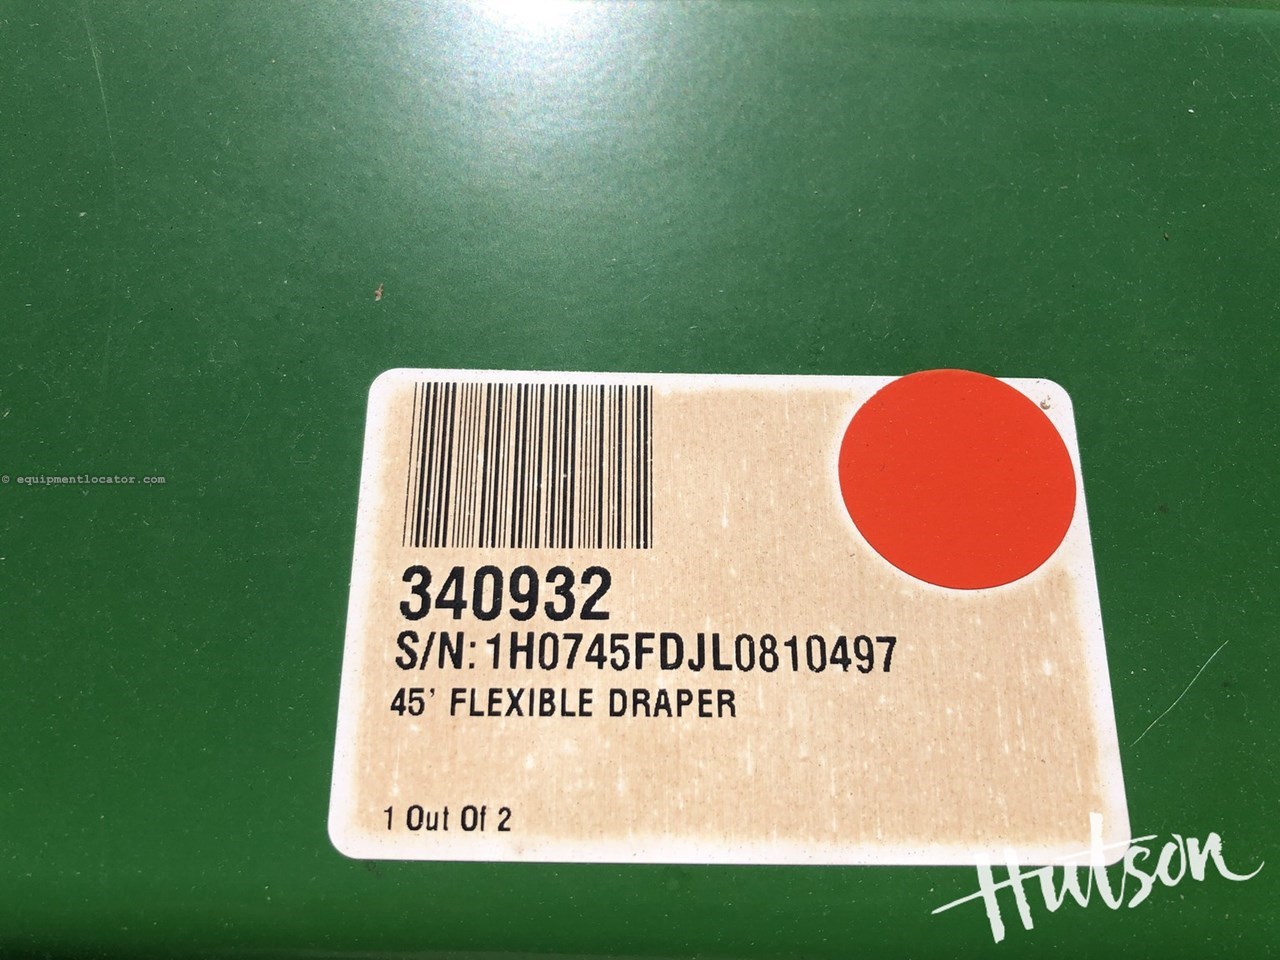 © equipmentlocator.com
340932
S/N: 1H0745FDJL0810497
45' FLEXIBLE DRAPER
1 Out Of 2
Hutson